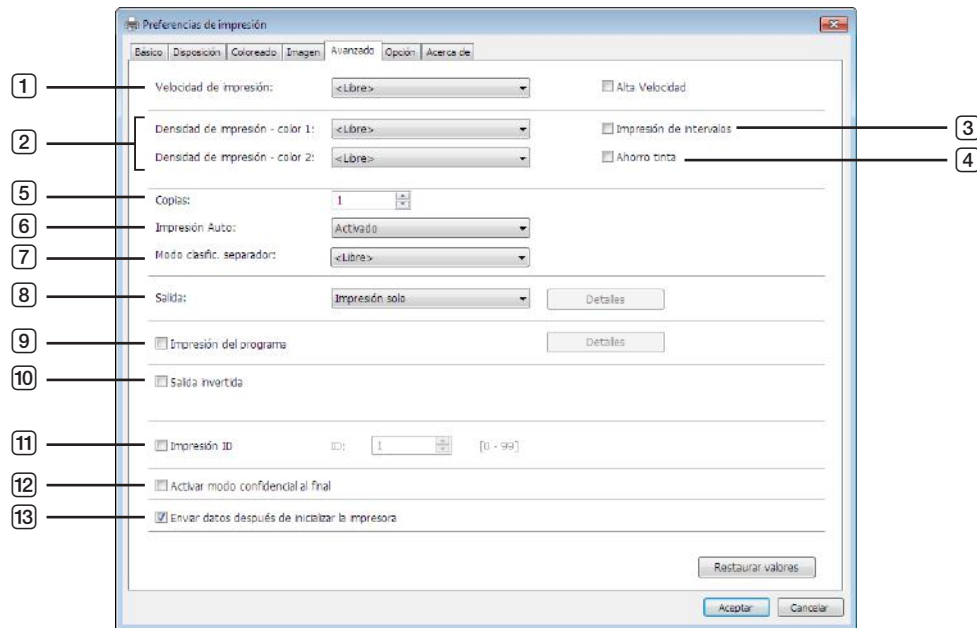 Preferencias de impresión
Básico Disposición Coloreado Imagen Avanzado Opción Acerca de
1 Velocidad de impresión: <Libre> Alta Velocidad
2 Densidad de impresión - color 1: <Libre> Impresión de intervalos 3
Densidad de impresión - color 2: <Libre> Ahorro tinta 4
5 Copias: 1
6 Impresión Auto: Activado
7 Modo clasific. separador: <Libre>
8 Salida: Impresión solo Detalles
9 Impresión del programa Detalles
10 Salida invertida
11 Impresión ID ID: 1 [0 - 99]
12 Activar modo confidencial al final
13 Enviar datos después de inicializar la impresora
Restaurar valores
Aceptar Cancelar